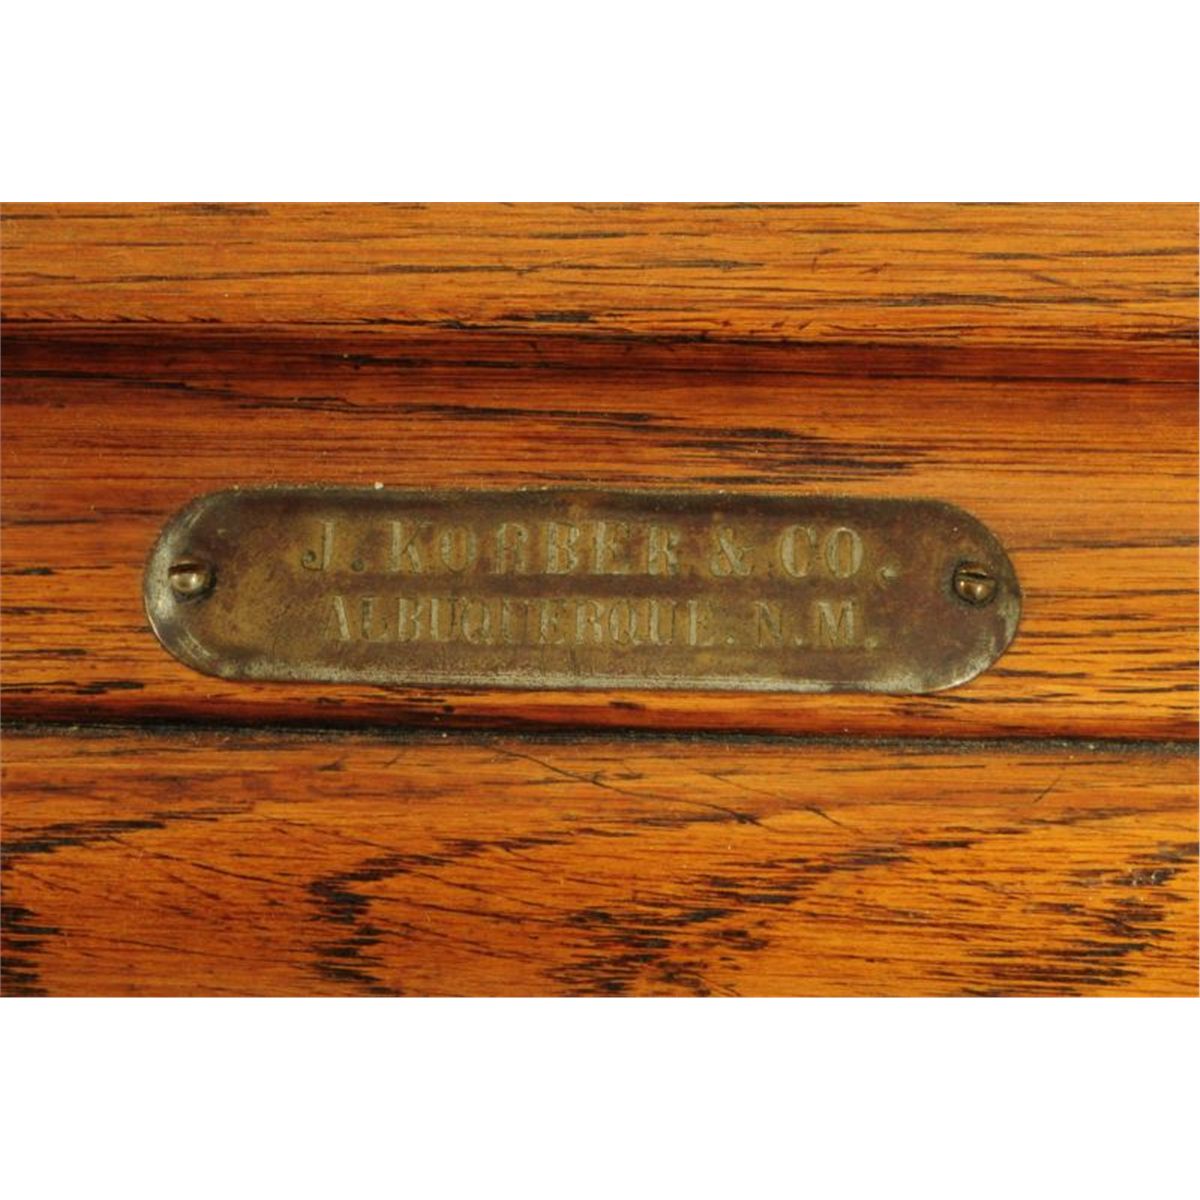 J. KORBER & CO.
ALBUQUERQUE. N. M.